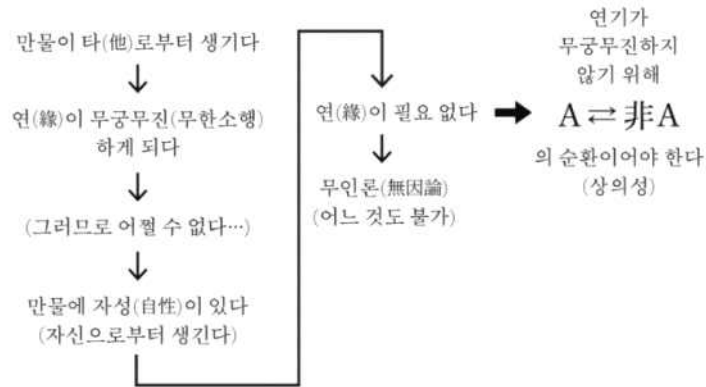 만물이 타(他)로부터 생기다
연(緣)이 무궁무진(무한소행)
하게 되다
(그러므로 어쩔 수 없다…)
만물에 자성(自性)이 있다
(자신으로부터 생긴다)
연(緣)이 필요 없다
무인론(無因論)
(어느 것도 불가)
연기가
무궁무진하지
않기 위해
A⇄非A
의 순환이어야 한다
(상의성)